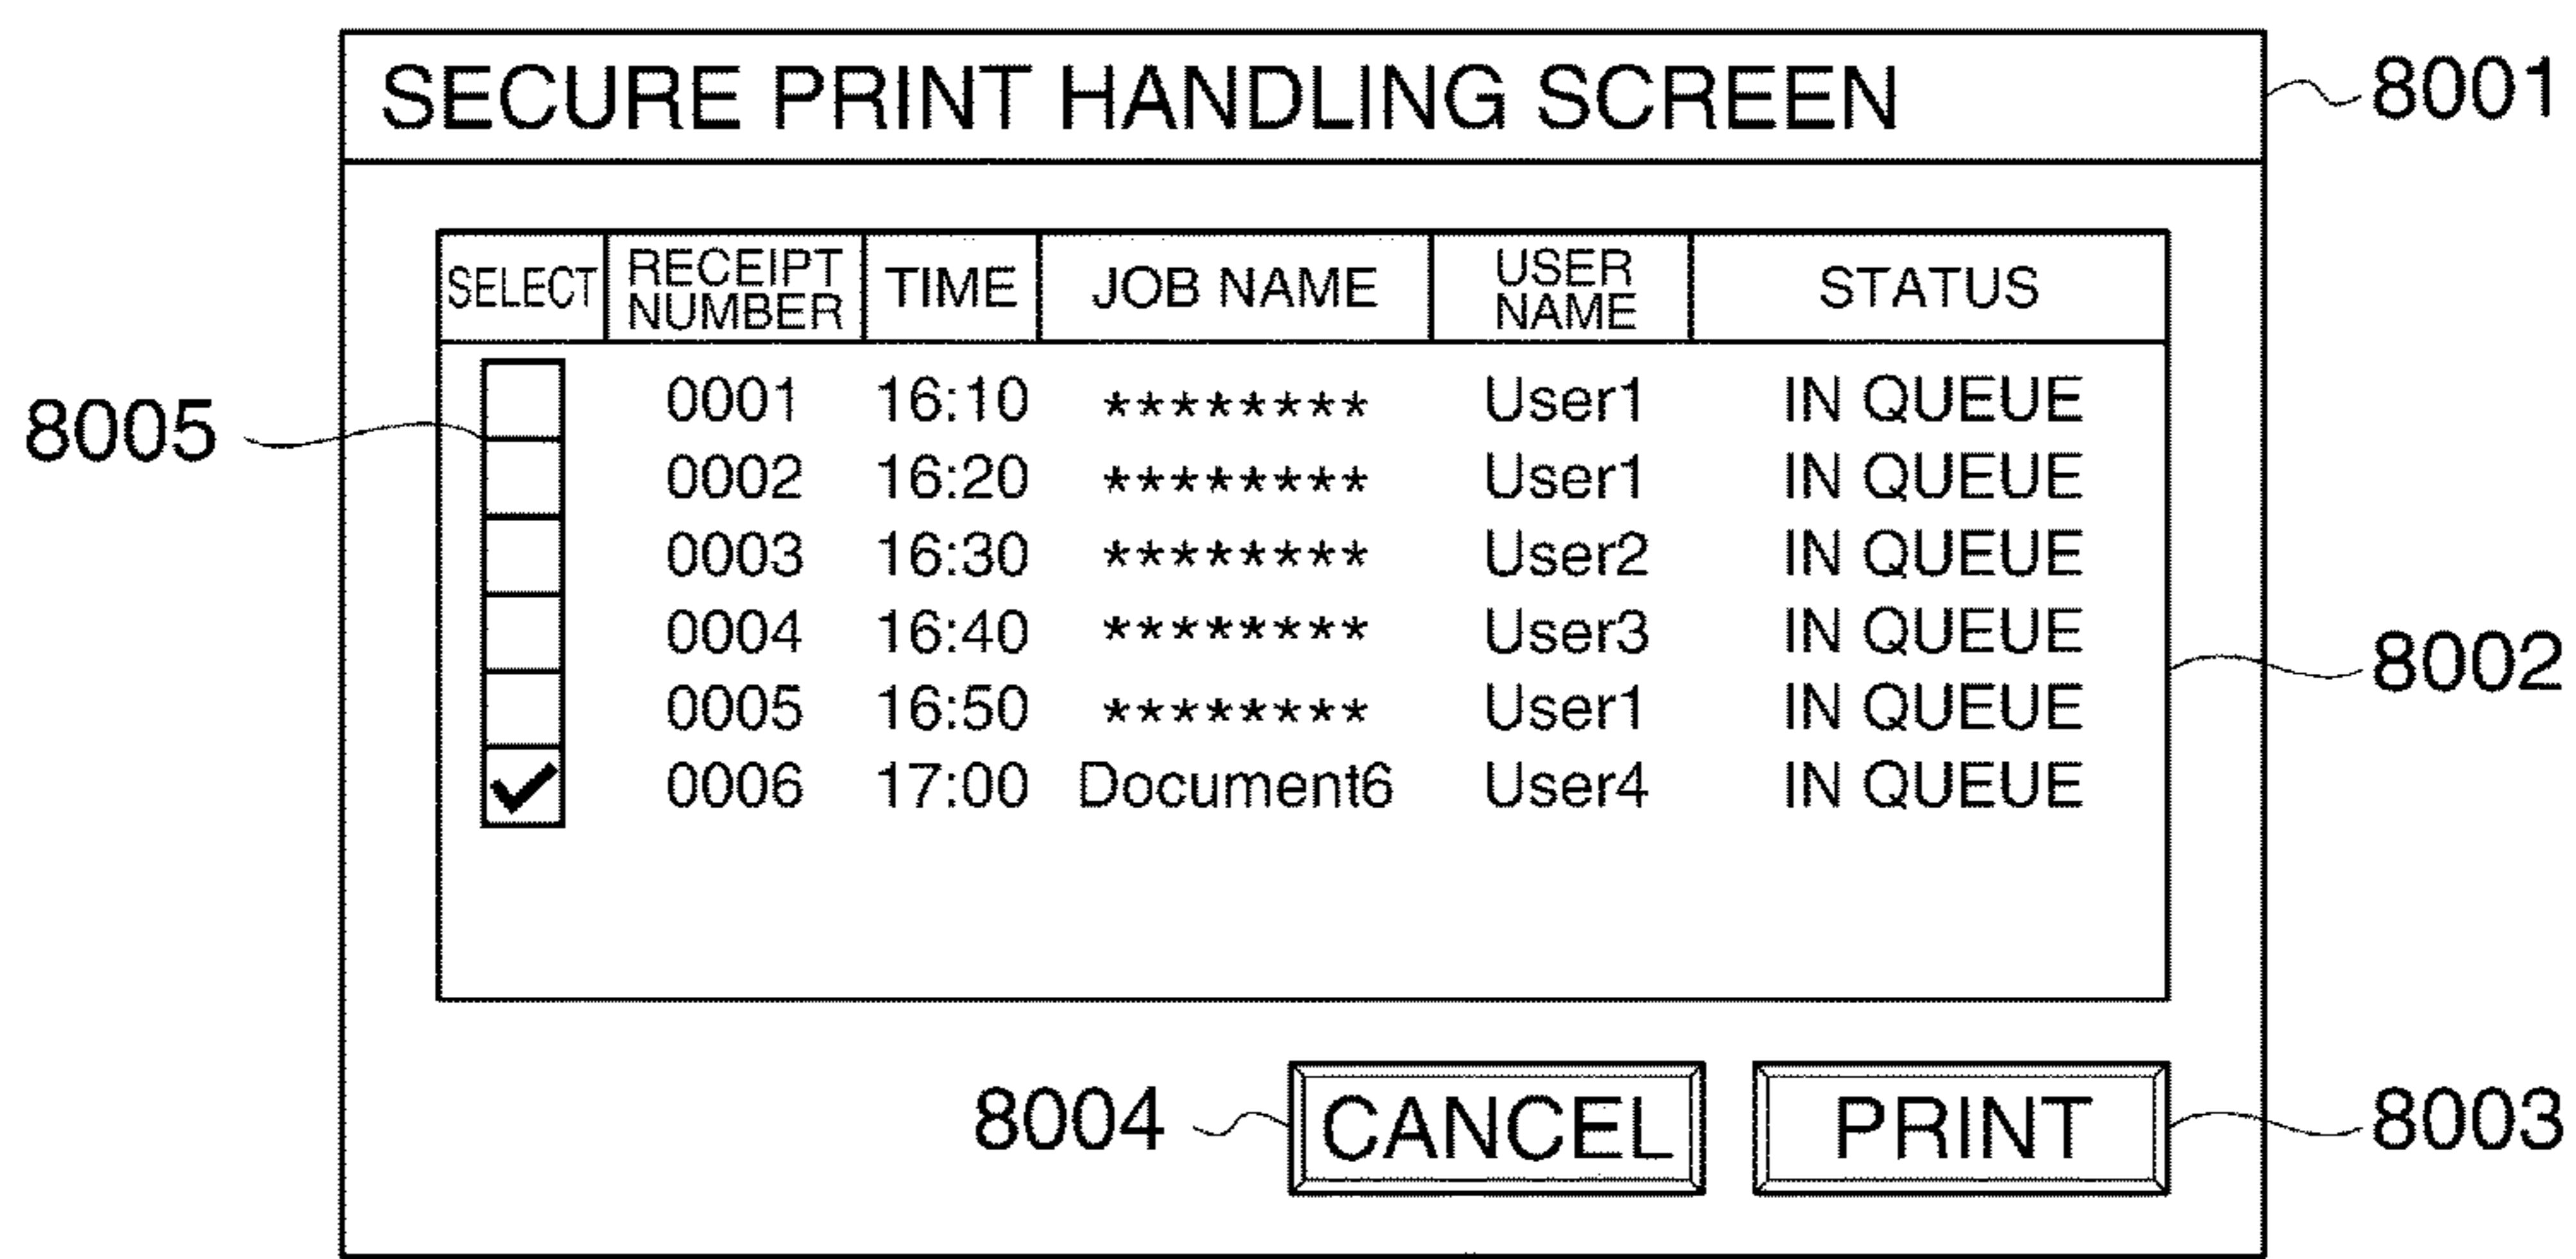 SECURE PRINT HANDLING SCREEN 8001
SELECT RECEIPT NUMBER TIME JOB NAME USER NAME STATUS
0001 16:10 ******** User1 IN QUEUE
8005
0002 16:20 ******** User1 IN QUEUE
0003 16:30 ******** User2 IN QUEUE
0004 16:40 ******** User3 IN QUEUE
8002
0005 16:50 ******** User1 IN QUEUE
0006 17:00 Document6 User4 IN QUEUE
8004 CANCEL PRINT 8003